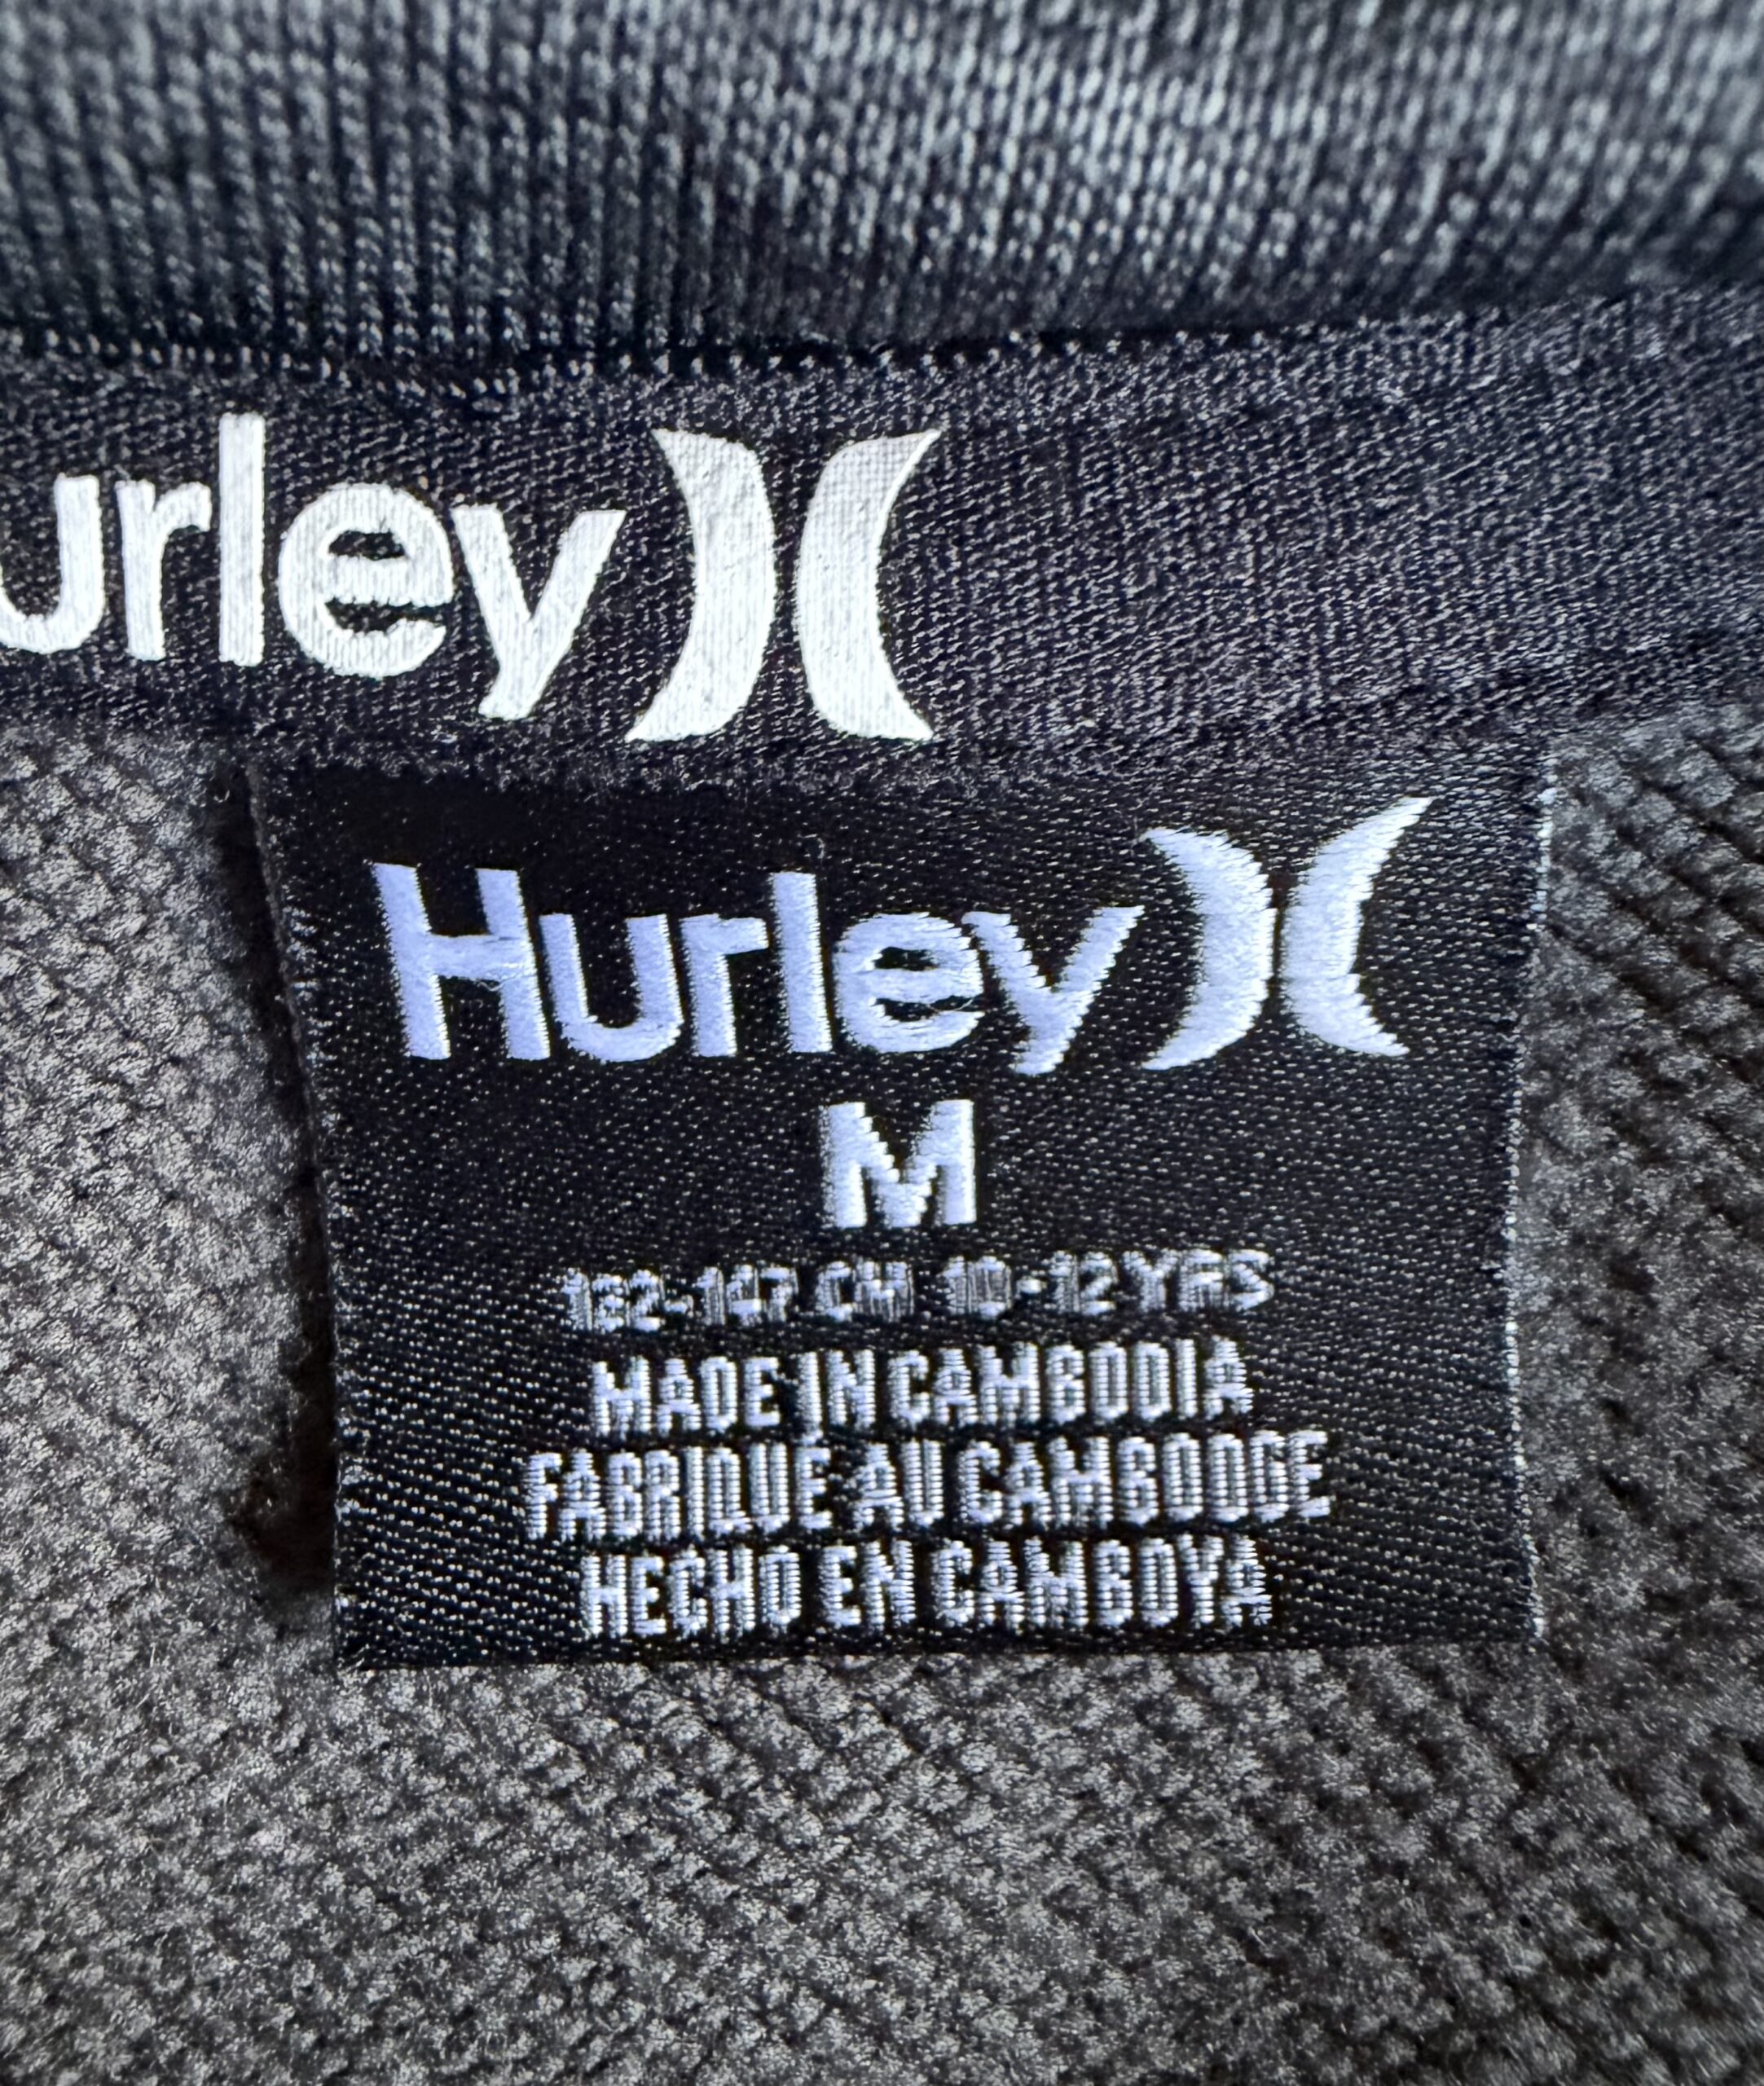 urley
Hurley
M
132-147 CM 10-12 YRS
MADE IN CAMBODIA
FABRIQUÉ AU CAMBODGE
HECHO EN CAMBOYA